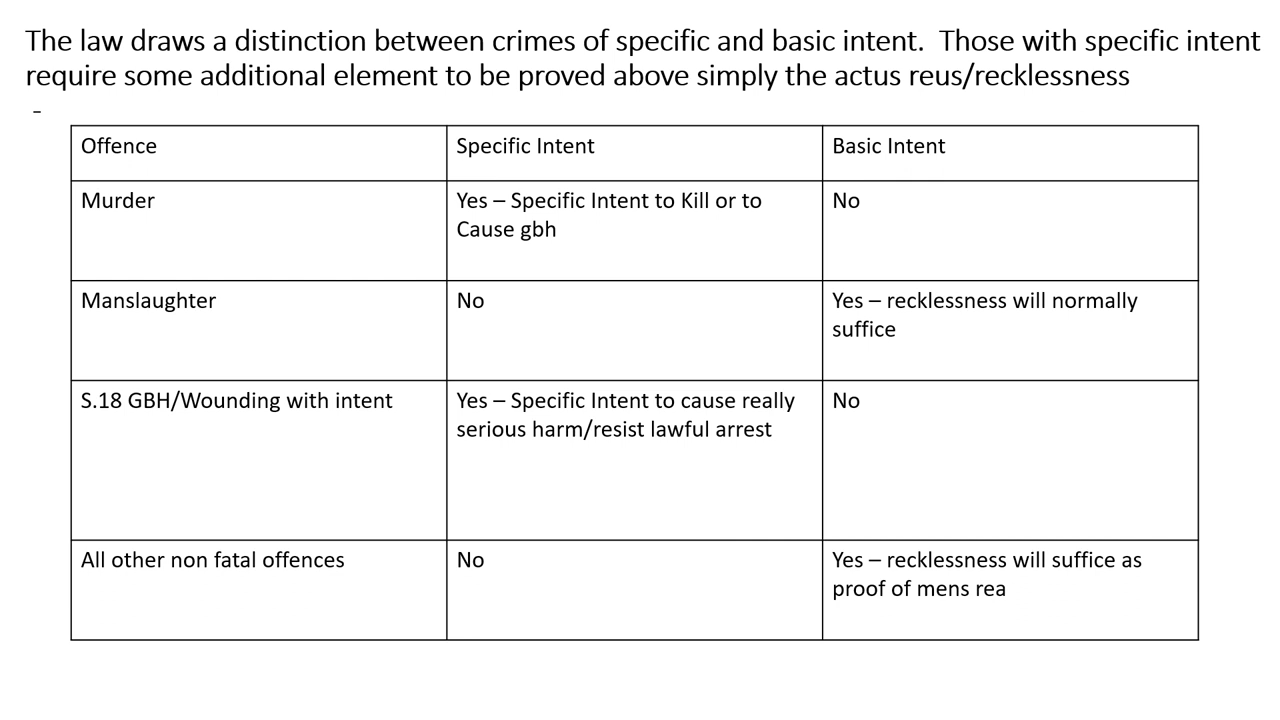 The law draws a distinction between crimes of specific and basic intent. Those with specific intent
require some additional element to be proved above simply the actus reus/recklessness
-
Offence Specific Intent Basic Intent
Murder Yes – Specific Intent to Kill or to No
Cause gbh
Manslaughter No Yes – recklessness will normally
suffice
S.18 GBH/Wounding with intent Yes – Specific Intent to cause really No
serious harm/resist lawful arrest
All other non fatal offences No Yes – recklessness will suffice as
proof of mens rea